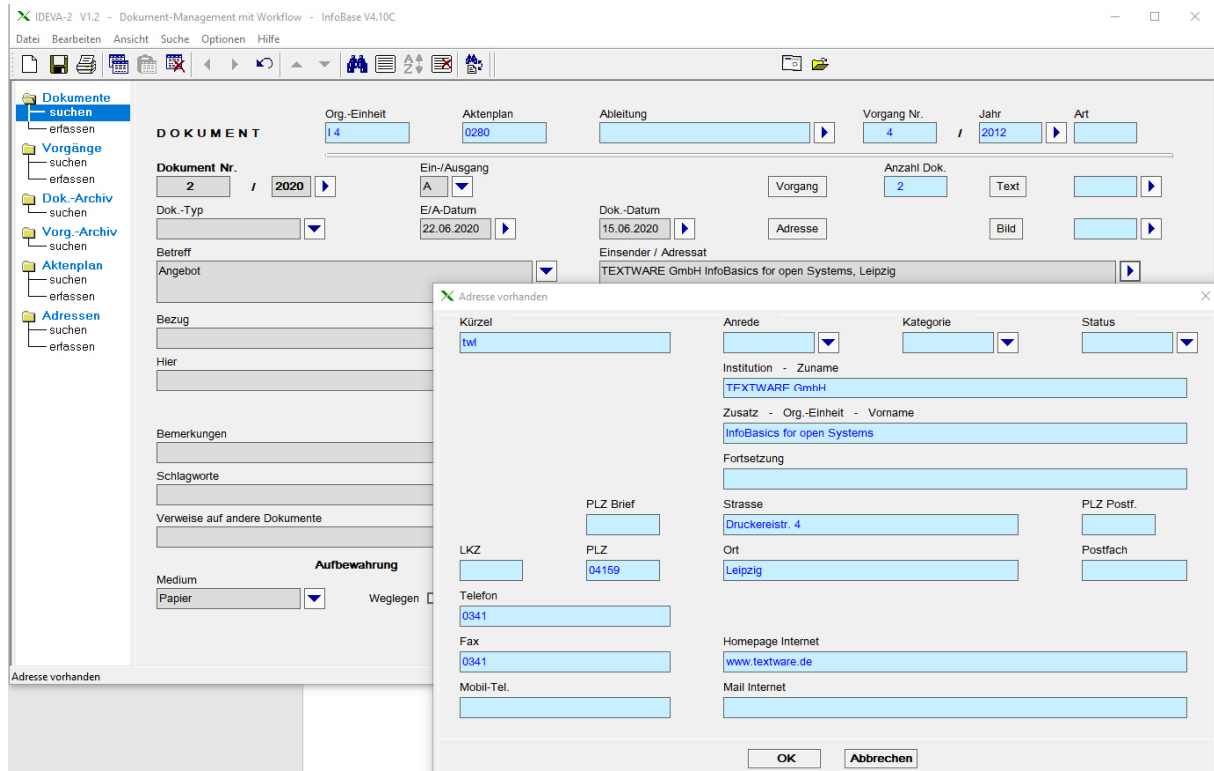 IDEVA-2 V1.2 - Dokument-Management mit Workflow - InfoBase V4.10C
Datei Bearbeiten Ansicht Suche Optionen Hilfe
Dokumente
suchen
erfassen
Vorgänge
suchen
erfassen
Dok.-Archiv
suchen
Vorg.-Archiv
suchen
Aktenplan
suchen
erfassen
Adressen
suchen
erfassen
Org.-Einheit Aktenplan Ableitung Vorgang Nr. Jahr Art
DOKUMENT I 4 0280 4 / 2012
Dokument Nr. Ein-/Ausgang Anzahl Dok.
2 / 2020 A Vorgang 2 Text
Dok.-Typ E/A-Datum Dok.-Datum
22.06.2020 15.06.2020 Adresse Bild
Betreff Einsender / Adressat
Angebot TEXTWARE GmbH InfoBasics for open Systems, Leipzig
Bezug
Hier
Bemerkungen
Schlagworte
Verweise auf andere Dokumente
Aufbewahrung
Medium
Papier Weglegen
Adresse vorhanden
Adresse vorhanden
Kürzel Anrede Kategorie Status
twl
Institution - Zuname
TEXTWARE GmbH
Zusatz - Org.-Einheit - Vorname
InfoBasics for open Systems
Fortsetzung
PLZ Brief Strasse PLZ Postf.
Druckereistr. 4
LKZ PLZ Ort Postfach
04159 Leipzig
Telefon
0341
Fax Homepage Internet
0341 www.textware.de
Mobil-Tel. Mail Internet
OK Abbrechen